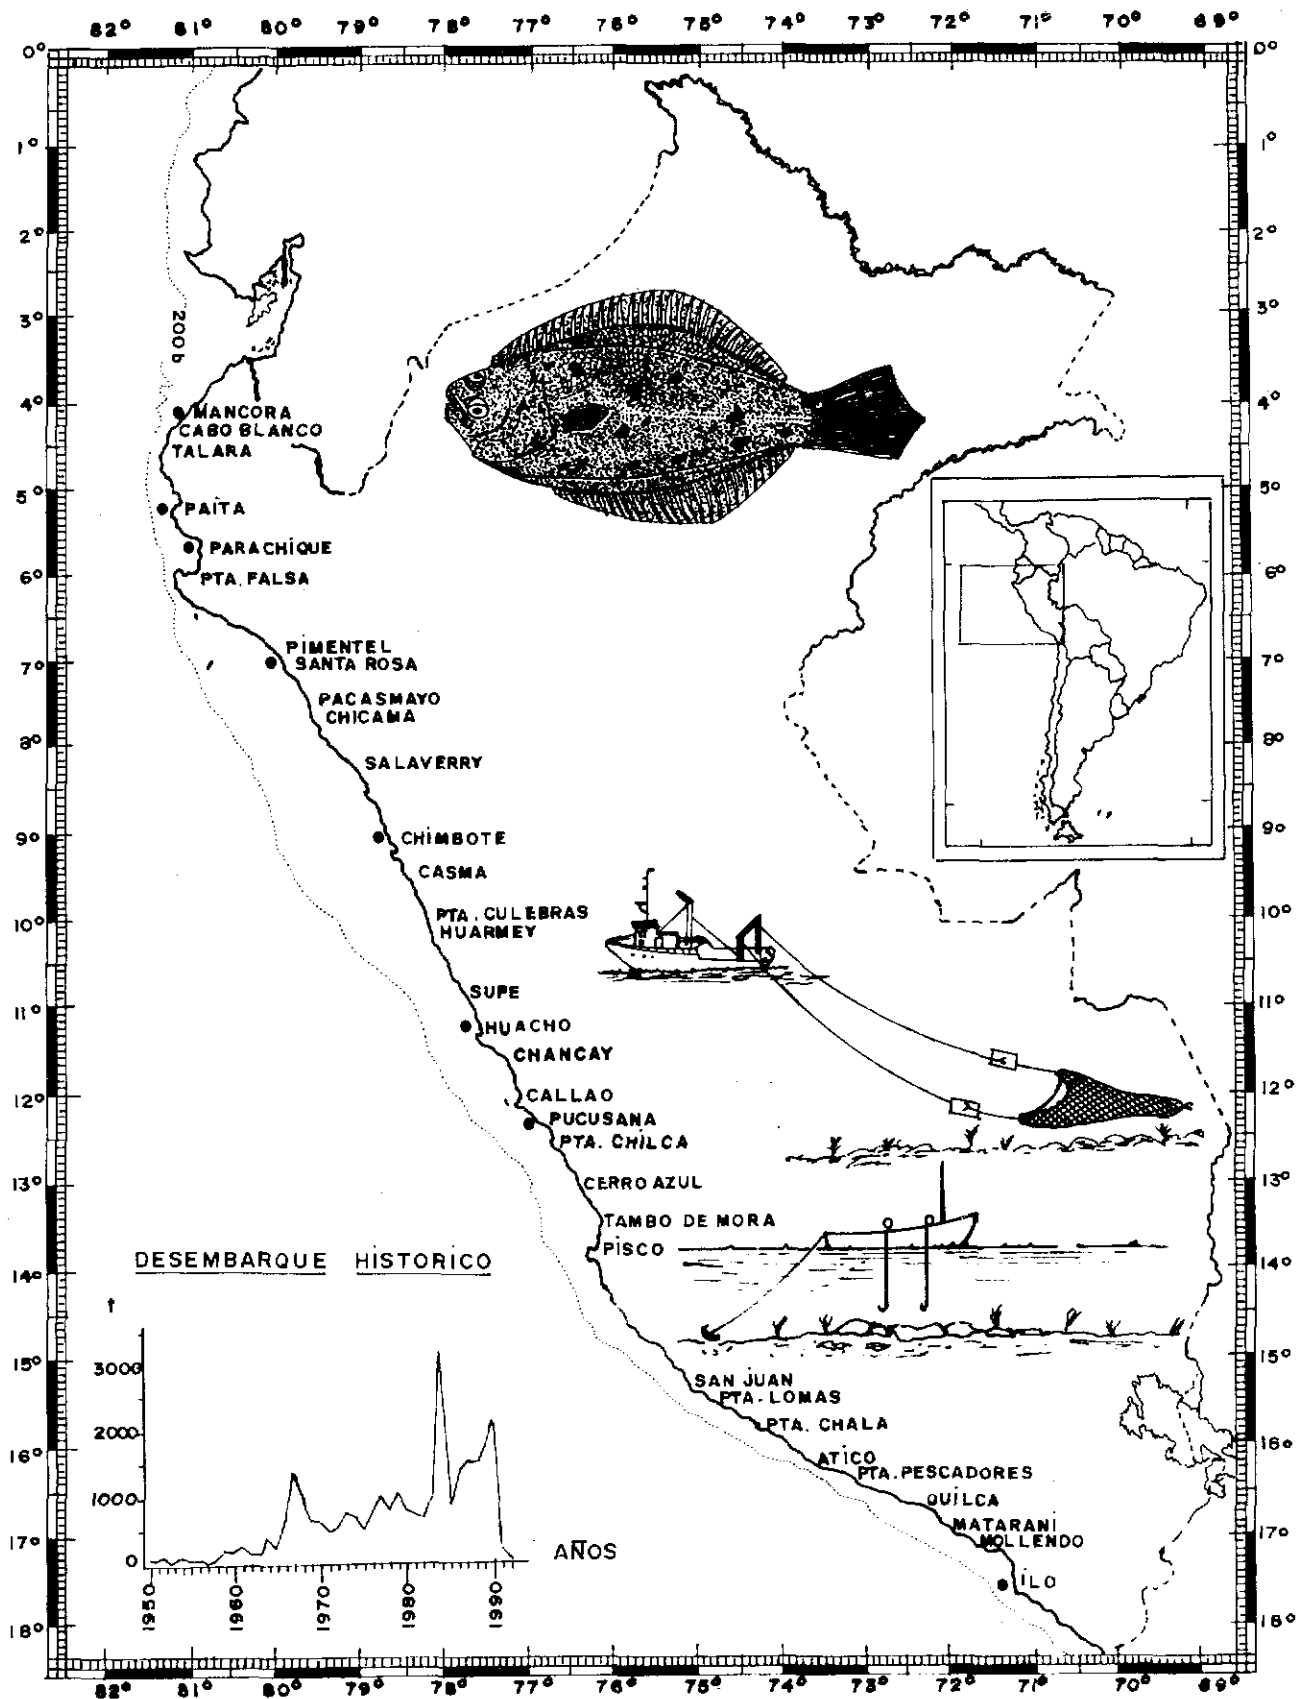 82° 81° 80° 79° 78° 77° 76° 75° 74° 73° 72° 71° 70° 69°
0° 0°
1° 1°
2° 2°
3° 3°
200b
4° 4°
MANCORA
CABO BLANCO
TALARA
5° 5°
PAITA
PARACHIQUE
6° 6°
PTA. FALSA
PIMENTEL
7° SANTA ROSA 7°
PACASMAYO
CHICAMA
8° 8°
SALAVERRY
9° CHIMBOTE 9°
CASMA
10° PTA. CULEBRAS 10°
HUARMEY
SUPE
11° 11°
HUACHO
CHANCAY
12° CALLAO 12°
PUCUSANA
PTA. CHILCA
13° CERRO AZUL 13°
TAMBO DE MORA
PISCO
DESEMBARQUE HISTORICO
14° 14°
t
15° 15°
3000
SAN JUAN
PTA. LOMAS
PTA. CHALA
2000
16° 16°
ATICO
PTA. PESCADORES
1000
QUILCA
MATARANI
17° MOLLENDO 17°
0
AÑOS
ILO
1950 1960 1970 1980 1990
18° 18°
82° 81° 80° 79° 78° 77° 76° 75° 74° 73° 72° 71° 70° 69°